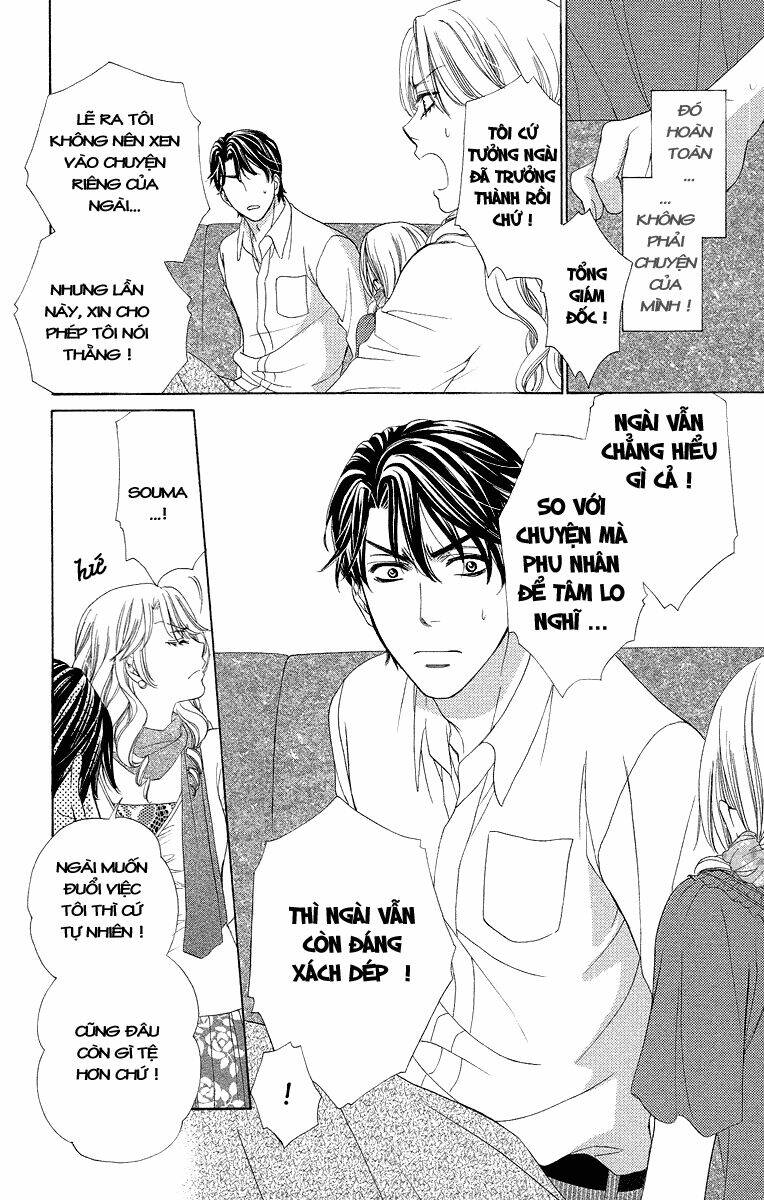 ĐÓ
HOÀN
TOÀN
...
...
KHÔNG
PHẢI
CHUYỆN
CỦA
MÌNH !
TÔI CỨ
TƯỞNG NGÀI
ĐÃ TRƯỞNG
THÀNH RỒI
CHỨ !
TỔNG
GIÁM
ĐỐC !
LẼ RA TÔI
KHÔNG NÊN XEN
VÀO CHUYỆN
RIÊNG CỦA
NGÀI...
NHƯNG LẦN
NÀY, XIN CHO
PHÉP TÔI NÓI
THẲNG !
NGÀI VẪN
CHẲNG HIỂU
GÌ CẢ !
SO VỚI
CHUYỆN MÀ
PHU NHÂN
ĐỂ TÂM LO
NGHĨ ...
THÌ NGÀI VẪN
CÒN ĐÁNG
XÁCH DÉP !
!
SOUMA
...!
hứ
NGÀI MUỐN
ĐUỔI VIỆC
TÔI THÌ CỨ
TỰ NHIÊN !
CŨNG ĐÂU
CÒN GÌ TỆ
HƠN CHỨ !